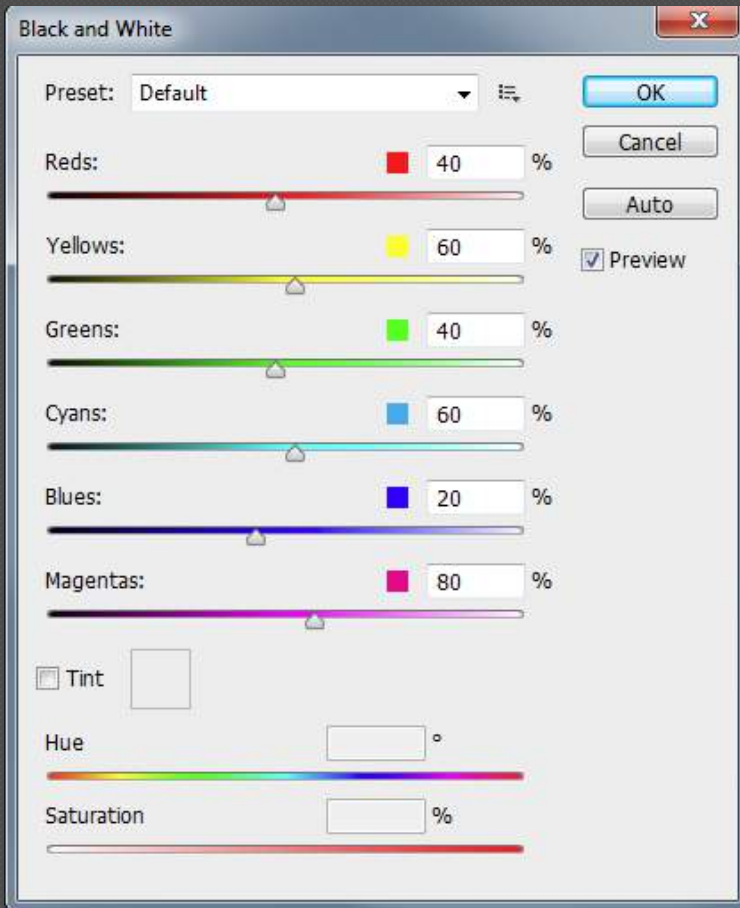 Black and White
Preset: Default
OK
Cancel
Auto
Preview
Reds: 40 %
Yellows: 60 %
Greens: 40 %
Cyans: 60 %
Blues: 20 %
Magentas: 80 %
Tint
Hue °
Saturation %